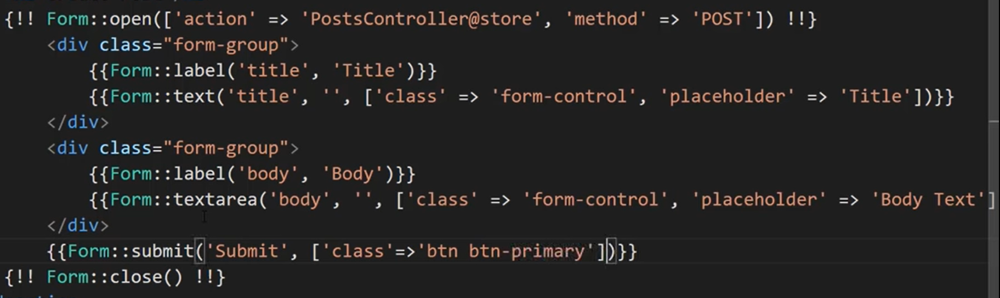 {!! Form::open(['action' => 'PostsController@store', 'method' => 'POST']) !!}
<div class="form-group">
{{Form::label('title', 'Title')}}
{{Form::text('title', '', ['class' => 'form-control', 'placeholder' => 'Title'])}}
</div>
<div class="form-group">
{{Form::label('body', 'Body')}}
{{Form::textarea('body', '', ['class' => 'form-control', 'placeholder' => 'Body Text']
</div>
{{Form::submit('Submit', ['class'=>'btn btn-primary'])}}
{!! Form::close() !!}